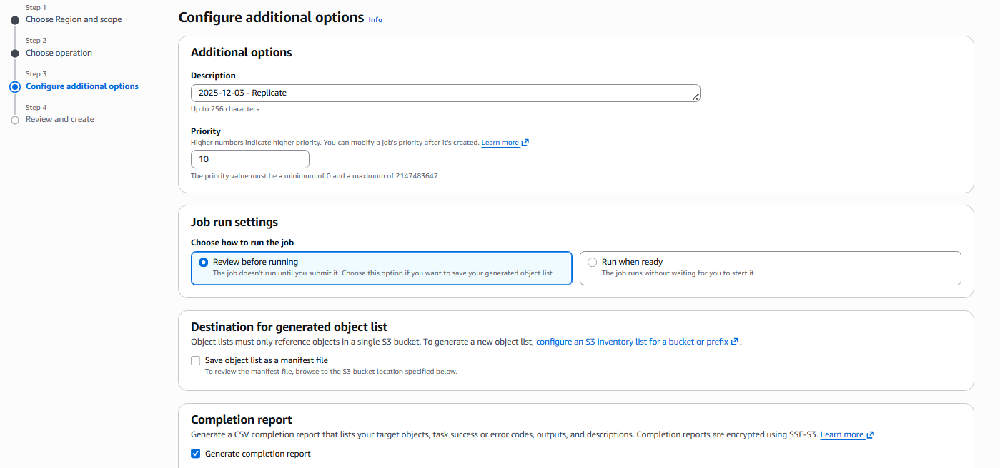 Step 1
Choose Region and scope
Step 2
Choose operation
Step 3
Configure additional options
Step 4
Review and create
Configure additional options Info
Additional options
Description
2025-12-03 - Replicate
Up to 256 characters.
Priority
Higher numbers indicate higher priority. You can modify a job's priority after it's created. Learn more
10
The priority value must be a minimum of 0 and a maximum of 2147483647.
Job run settings
Choose how to run the job
Review before running
The job doesn't run until you submit it. Choose this option if you want to save your generated object list.
Run when ready
The job runs without waiting for you to start it.
Destination for generated object list
Object lists must only reference objects in a single S3 bucket. To generate a new object list, configure an S3 inventory list for a bucket or prefix .
Save object list as a manifest file
To review the manifest file, browse to the S3 bucket location specified below.
Completion report
Generate a CSV completion report that lists your target objects, task success or error codes, outputs, and descriptions. Completion reports are encrypted using SSE-S3. Learn more
Generate completion report